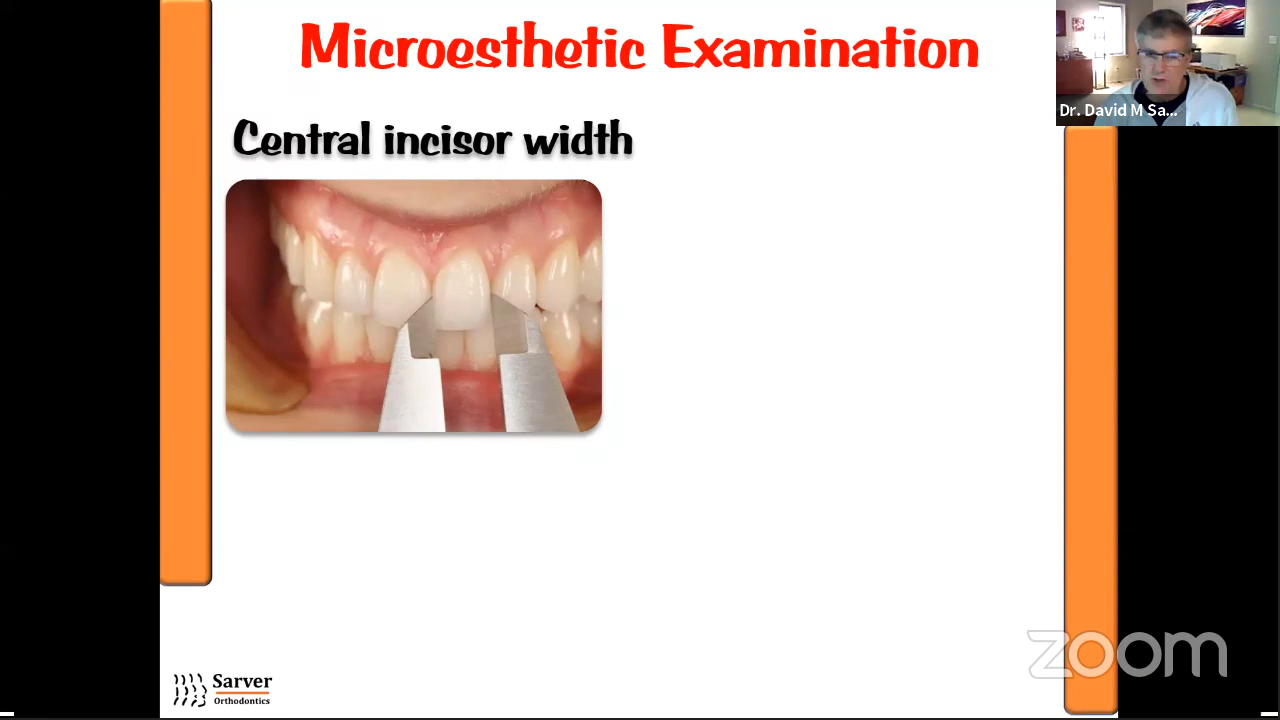 Microesthetic Examination
Dr. David M Sa...
Central incisor width
Sarver
Orthodontics
zoom